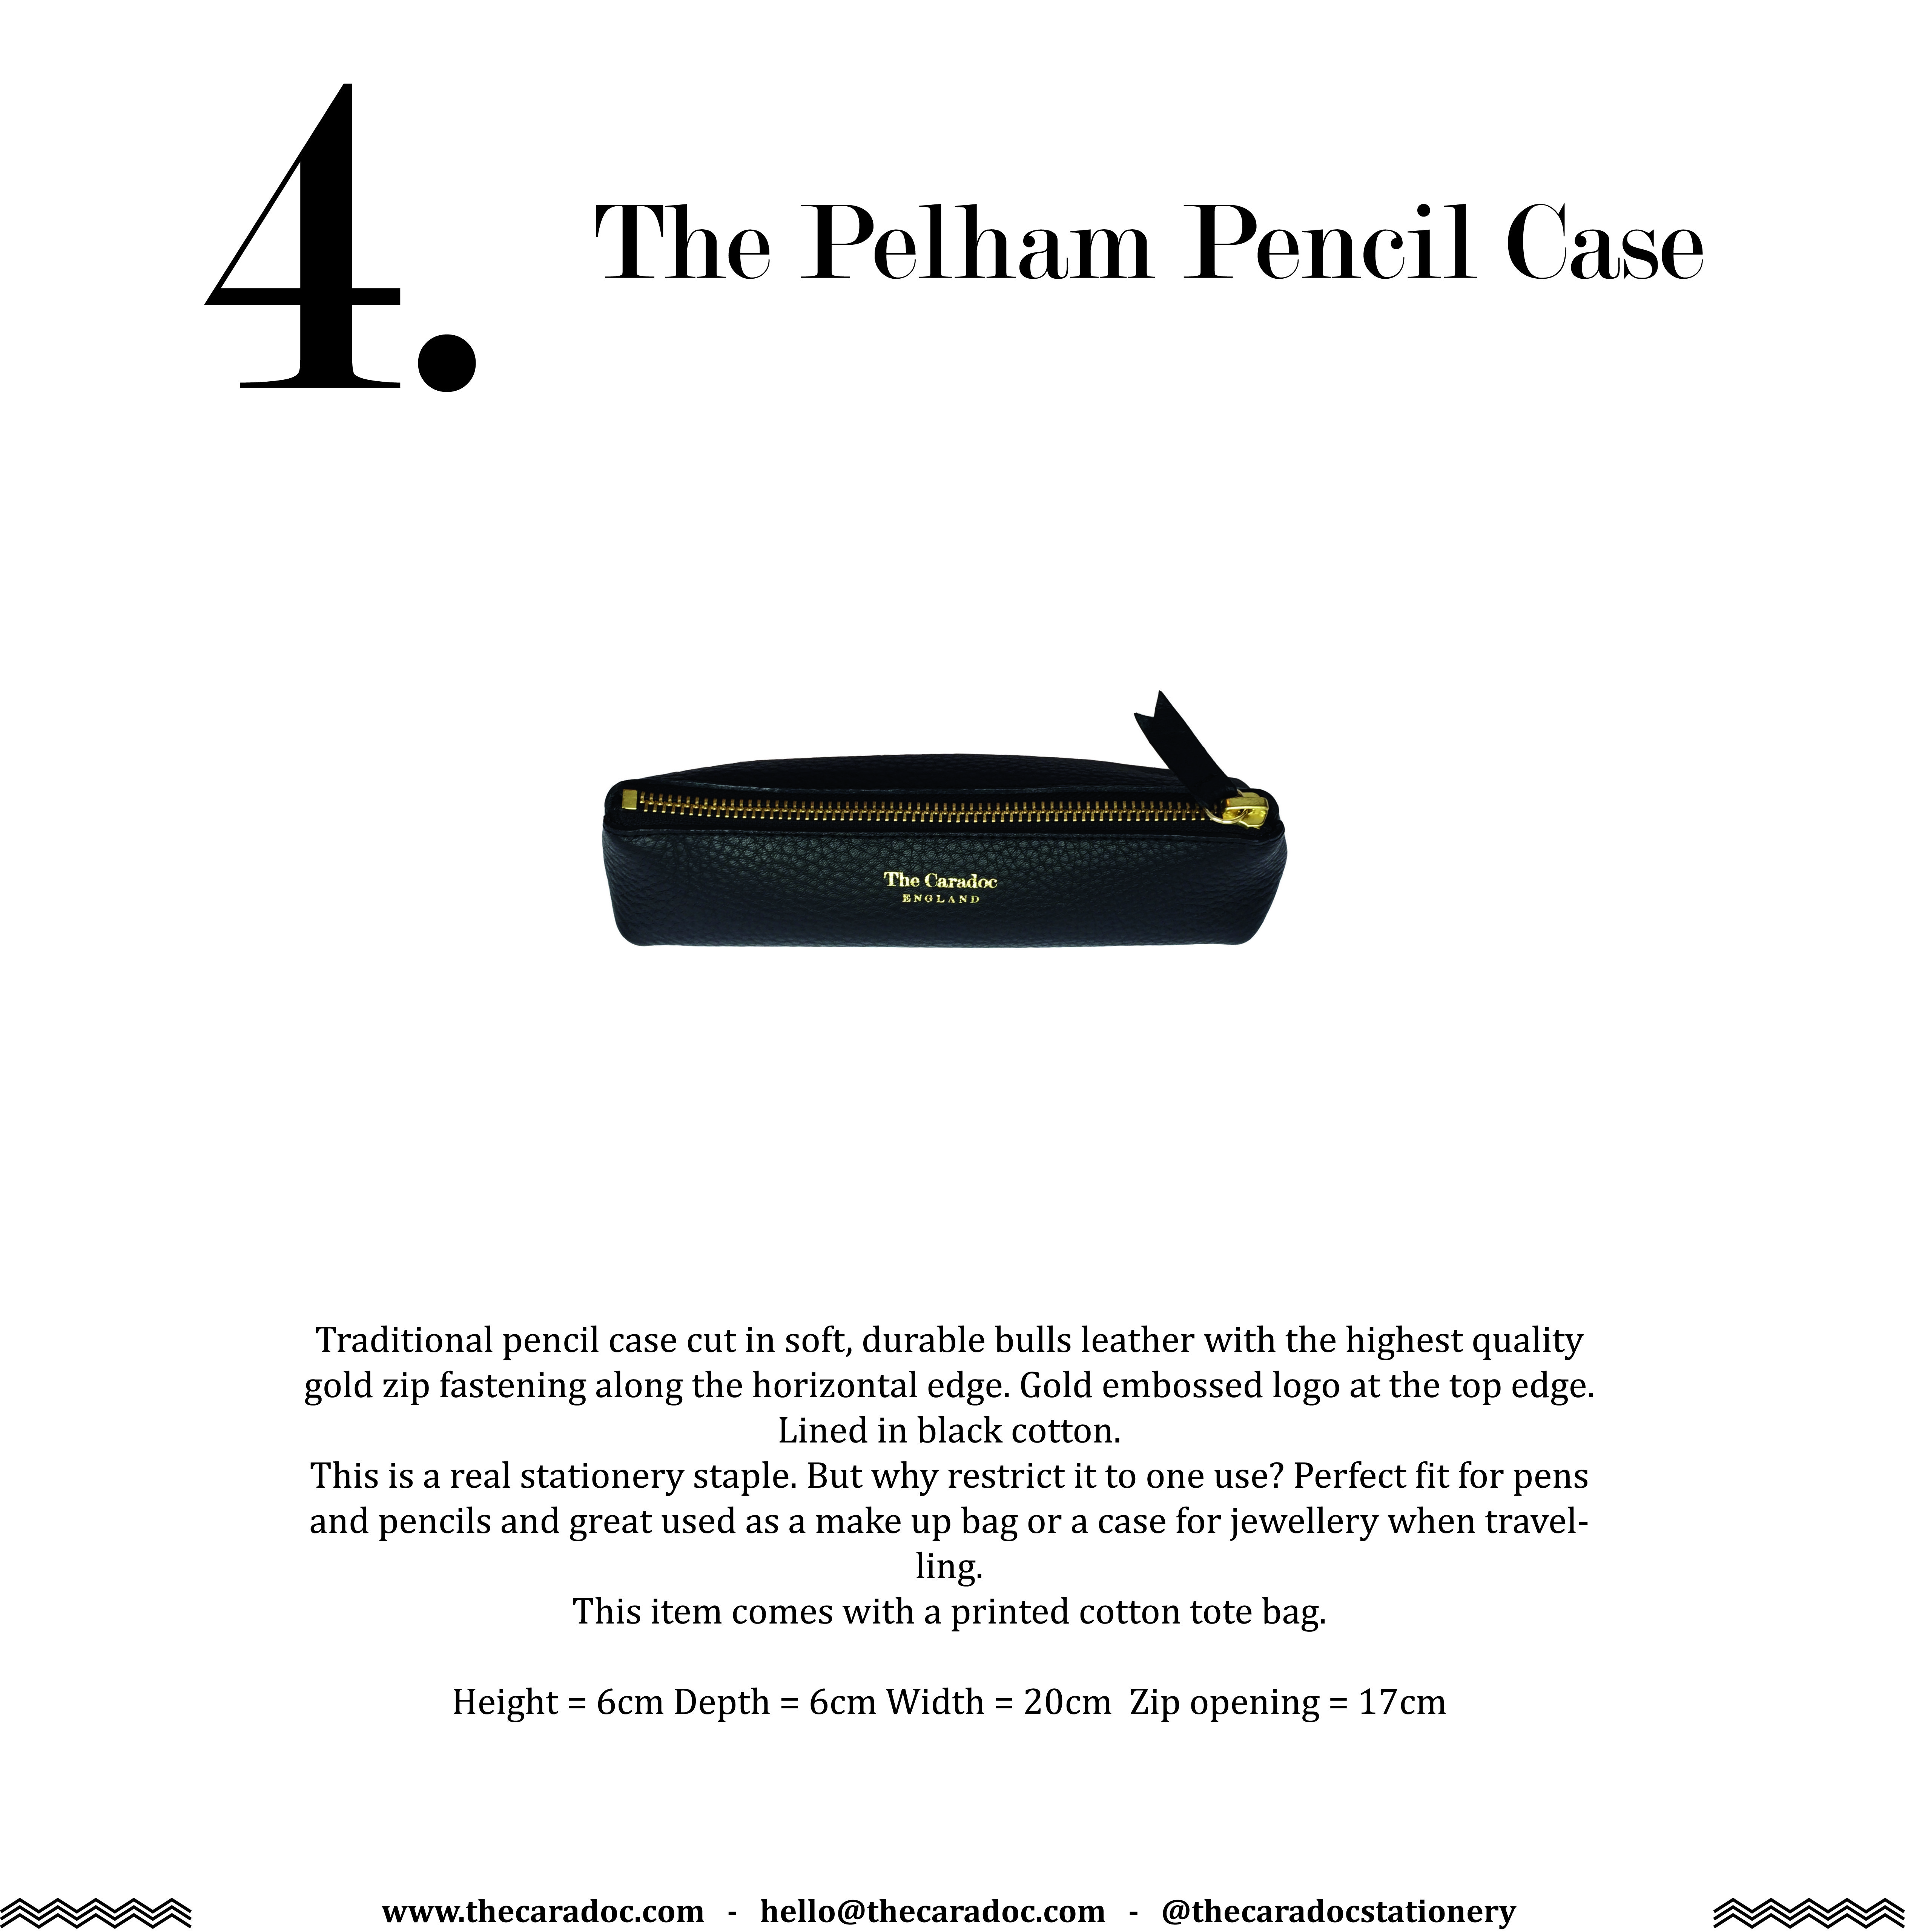 4.
The Pelham Pencil Case
The Caradoc
ENGLAND
Traditional pencil case cut in soft, durable bulls leather with the highest quality
gold zip fastening along the horizontal edge. Gold embossed logo at the top edge.
Lined in black cotton.
This is a real stationery staple. But why restrict it to one use? Perfect fit for pens
and pencils and great used as a make up bag or a case for jewellery when travel-
ling.
This item comes with a printed cotton tote bag.
Height = 6cm Depth = 6cm Width = 20cm  Zip opening = 17cm
www.thecaradoc.com   -   hello@thecaradoc.com   -   @thecaradocstationery